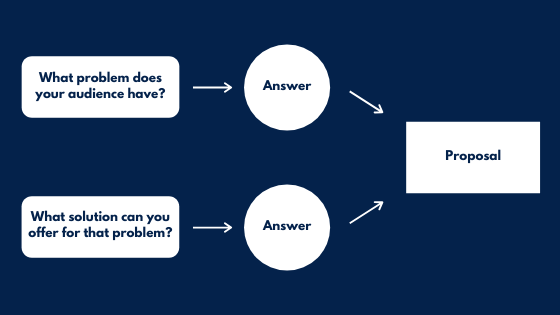 What problem does
your audience have?
Answer
Proposal
What solution can you
offer for that problem?
Answer